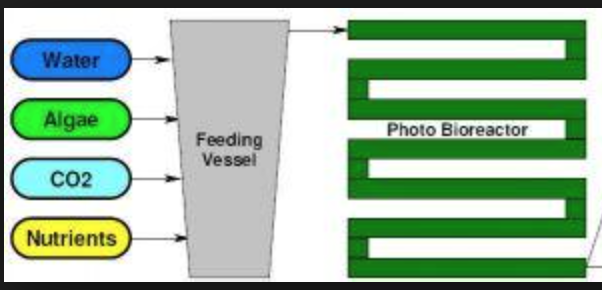 Water
Algae
CO2
Nutrients
Feeding
Vessel
Photo Bioreactor